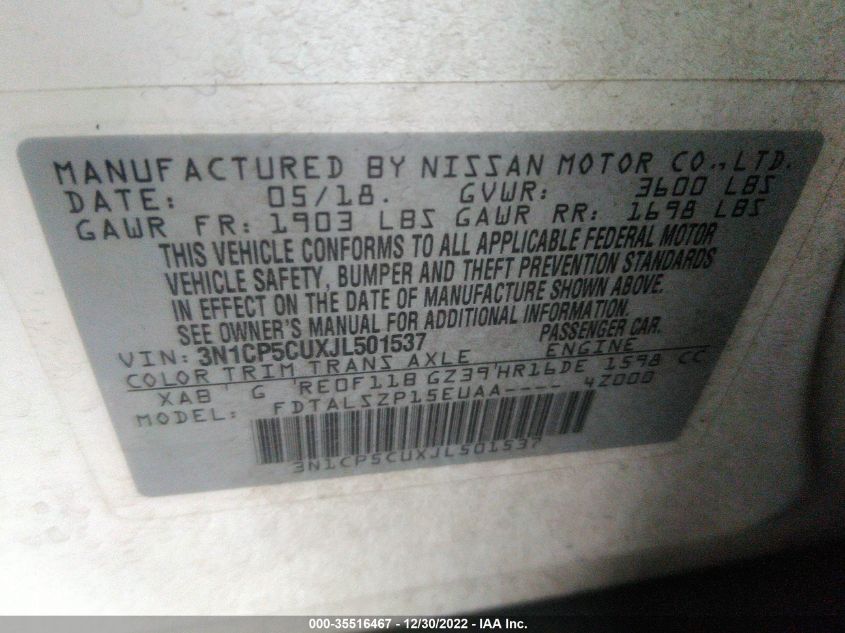 MANUFACTURED BY NISSAN MOTOR CO., LTD.
DATE: 05/18. GVWR: 3600 LBS
GAWR FR: 1903 LBS GAWR RR: 1698 LBS
THIS VEHICLE CONFORMS TO ALL APPLICABLE FEDERAL MOTOR
VEHICLE SAFETY, BUMPER AND THEFT PREVENTION STANDARDS
IN EFFECT ON THE DATE OF MANUFACTURE SHOWN ABOVE.
SEE OWNER'S MANUAL FOR ADDITIONAL INFORMATION.
VIN: 3N1CP5CUXJL501537 PASSENGER CAR.
COLOR TRIM TRANS AXLE ENGINE
XAB G RE0F11B GZ39 HR16DE 1598 CC
MODEL: FDTALSZP15EUAA---- 4Z000
3N1CP5CUXJL501537
000-35516467 - 12/30/2022 - IAA Inc.